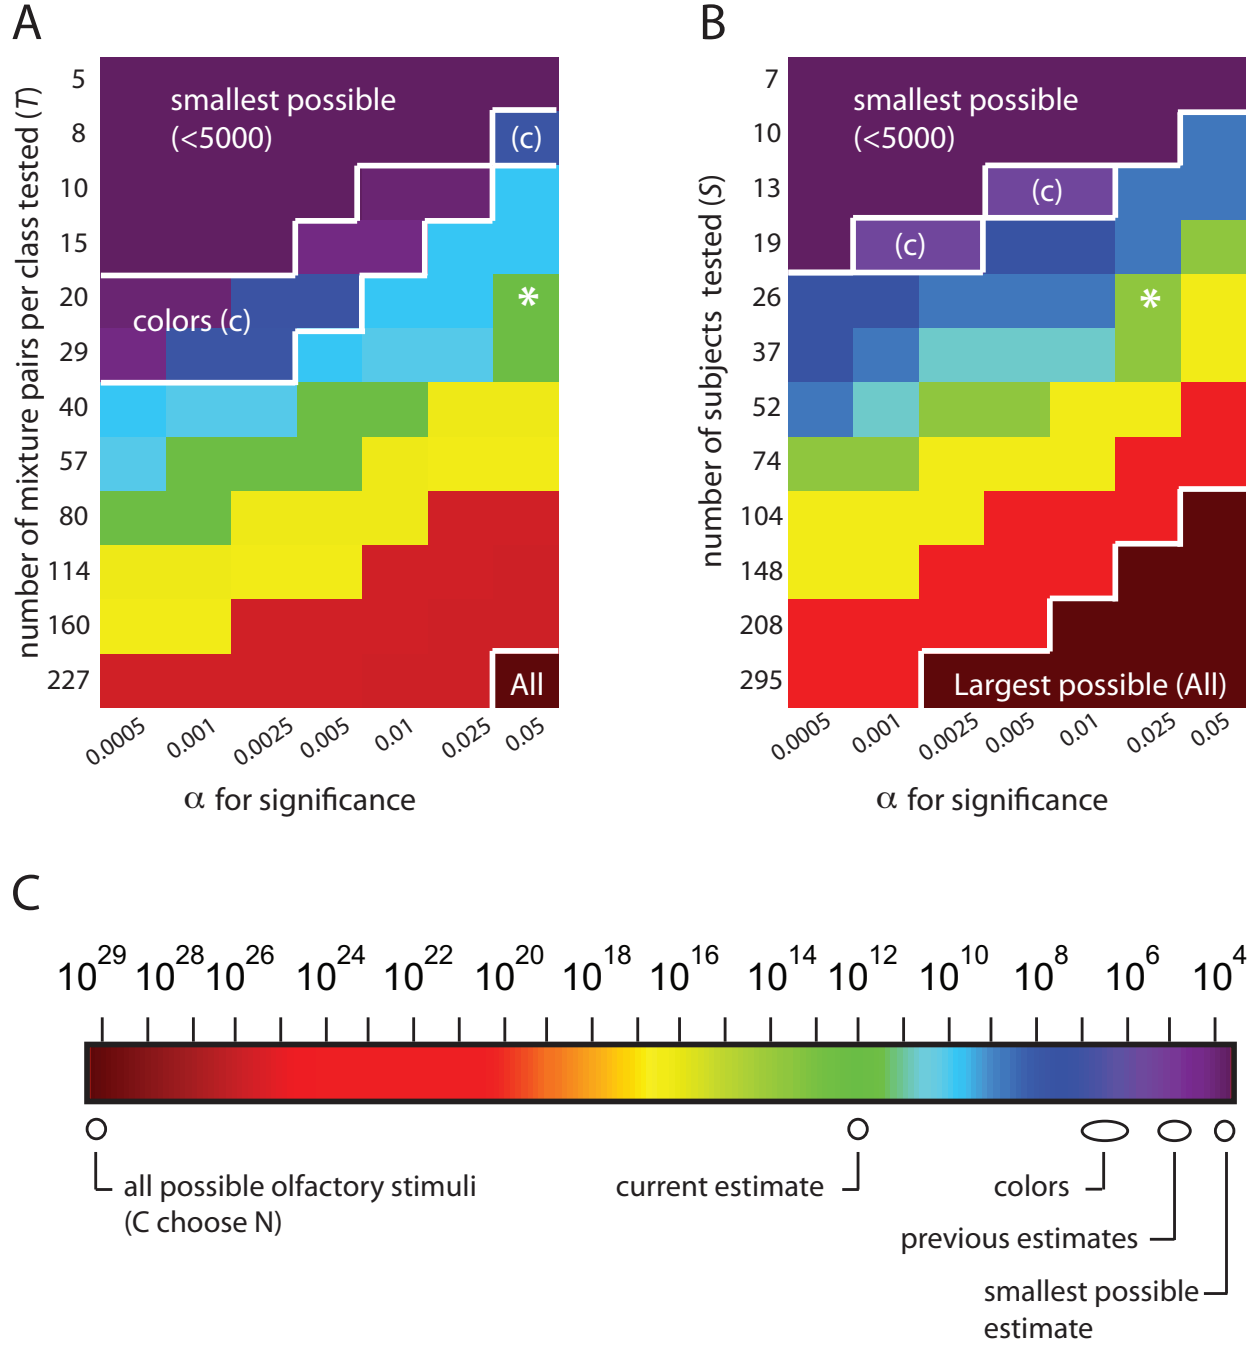 A
number of mixture pairs per class tested (T)
5
8
10
15
20
29
40
57
80
114
160
227
smallest possible
(<5000)
(c)
colors (c)
*
All
0.0005
0.001
0.0025
0.005
0.01
0.025
0.05
α for significance
B
number of subjects tested (S)
7
10
13
19
26
37
52
74
104
148
208
295
smallest possible
(<5000)
(c)
(c)
*
Largest possible (All)
0.0005
0.001
0.0025
0.005
0.01
0.025
0.05
α for significance
C
10^29 10^28 10^26 10^24 10^22 10^20 10^18 10^16 10^14 10^12 10^10 10^8 10^6 10^4
all possible olfactory stimuli
(C choose N)
current estimate
colors
previous estimates
smallest possible
estimate